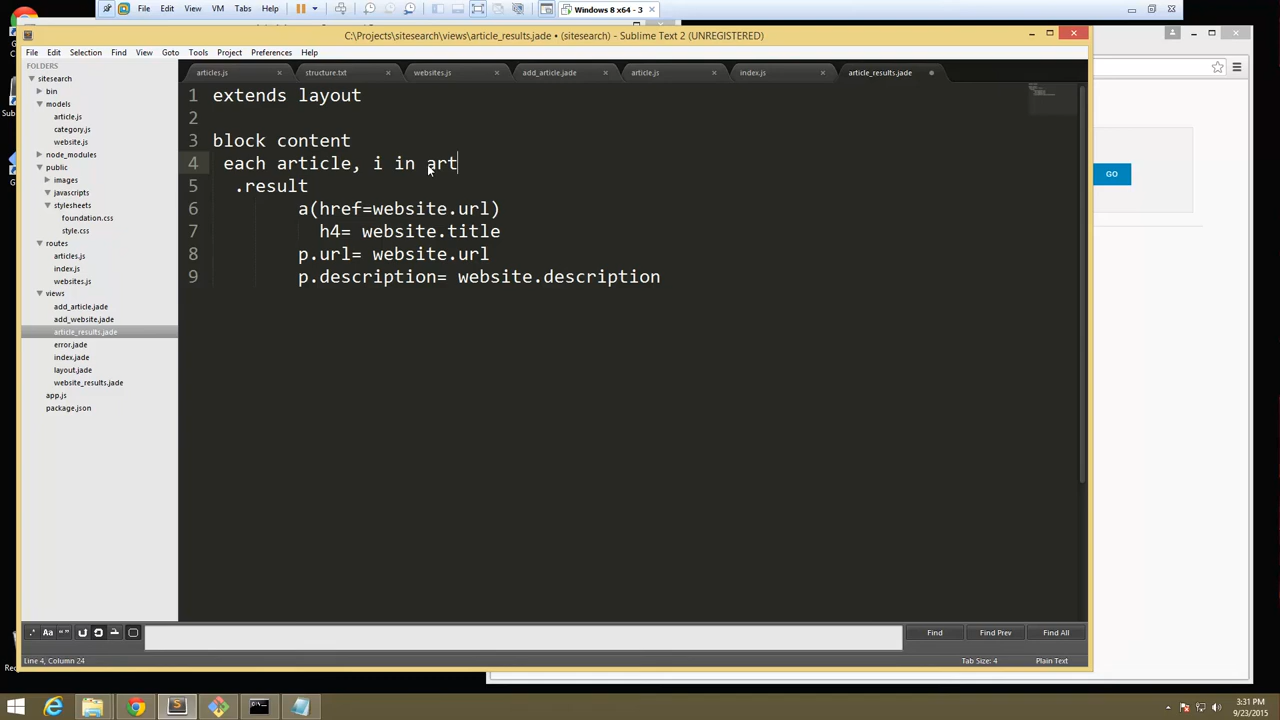 File Edit View VM Tabs Help Windows 8 x64 - 3
C:\Projects\sitesearch\views\article_results.jade • (sitesearch) - Sublime Text 2 (UNREGISTERED)
File Edit Selection Find View Goto Tools Project Preferences Help
FOLDERS
sitesearch
bin
models
article.js
category.js
website.js
node_modules
public
images
javascripts
stylesheets
foundation.css
style.css
routes
articles.js
index.js
websites.js
views
add_article.jade
add_website.jade
article_results.jade
error.jade
index.jade
layout.jade
website_results.jade
app.js
package.json
articles.js structure.txt websites.js add_article.jade article.js index.js article_results.jade
1 extends layout
2
3 block content
4 each article, i in art
5 .result
6 a(href=website.url)
7 h4= website.title
8 p.url= website.url
9 p.description= website.description
GO
.* Aa “” Find Find Prev Find All
Line 4, Column 24 Tab Size: 4 Plain Text
3:31 PM
9/23/2015